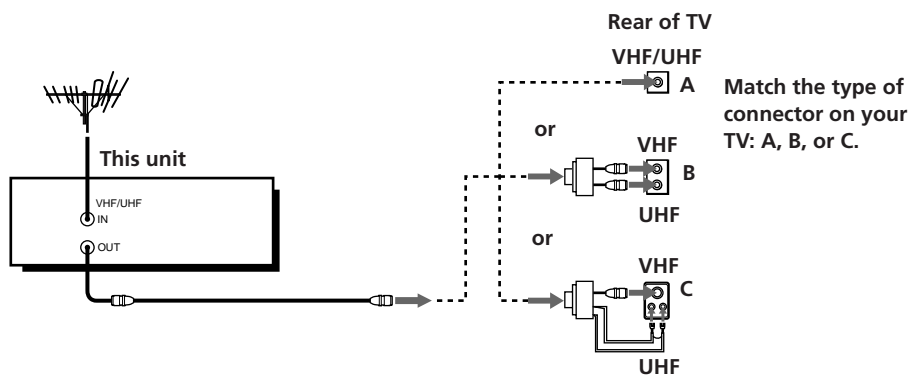 Rear of TV
VHF/UHF
A
Match the type of
connector on your
TV: A, B, or C.
or
VHF
B
UHF
This unit
VHF/UHF
IN
OUT
or
VHF
C
UHF